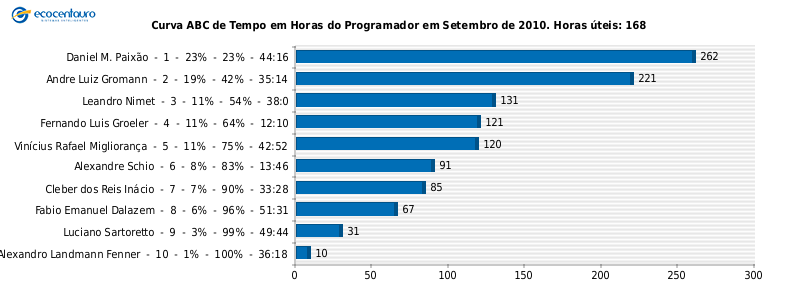 ecocentauro
Curva ABC de Tempo em Horas do Programador em Setembro de 2010. Horas úteis: 168
Daniel M. Paixão - 1 - 23% - 23% - 44:16 262
Andre Luiz Gromann - 2 - 19% - 42% - 35:14 221
Leandro Nimet - 3 - 11% - 54% - 38:0 131
Fernando Luis Groeler - 4 - 11% - 64% - 12:10 121
Vinícius Rafael Migliorança - 5 - 11% - 75% - 42:52 120
Alexandre Schio - 6 - 8% - 83% - 13:46 91
Cleber dos Reis Inácio - 7 - 7% - 90% - 33:28 85
Fabio Emanuel Dalazem - 8 - 6% - 96% - 51:31 67
Luciano Sartoretto - 9 - 3% - 99% - 49:44 31
Alexandro Landmann Fenner - 10 - 1% - 100% - 36:18 10
0 50 100 150 200 250 300